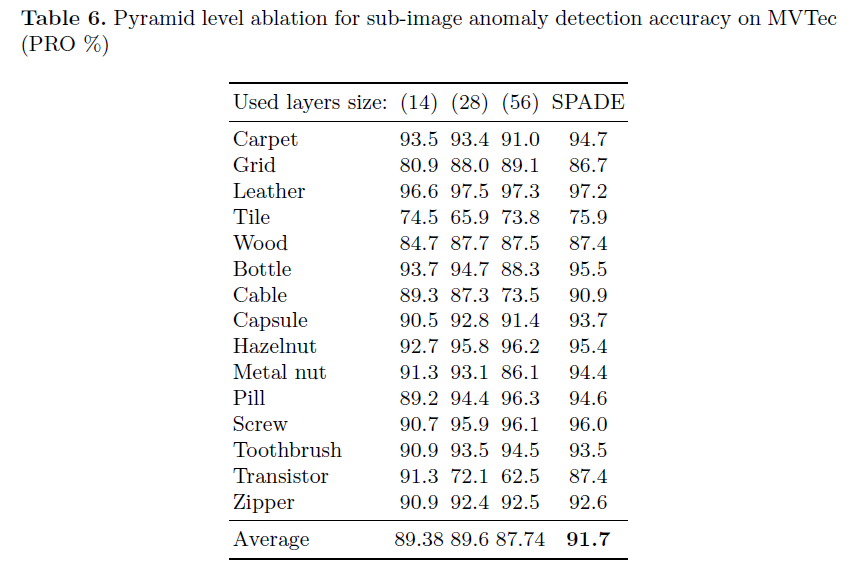 Table 6. Pyramid level ablation for sub-image anomaly detection accuracy on MVTec
(PRO %)
Used layers size: (14) (28) (56) SPADE
Carpet 93.5 93.4 91.0 94.7
Grid 80.9 88.0 89.1 86.7
Leather 96.6 97.5 97.3 97.2
Tile 74.5 65.9 73.8 75.9
Wood 84.7 87.7 87.5 87.4
Bottle 93.7 94.7 88.3 95.5
Cable 89.3 87.3 73.5 90.9
Capsule 90.5 92.8 91.4 93.7
Hazelnut 92.7 95.8 96.2 95.4
Metal nut 91.3 93.1 86.1 94.4
Pill 89.2 94.4 96.3 94.6
Screw 90.7 95.9 96.1 96.0
Toothbrush 90.9 93.5 94.5 93.5
Transistor 91.3 72.1 62.5 87.4
Zipper 90.9 92.4 92.5 92.6
Average 89.38 89.6 87.74 91.7